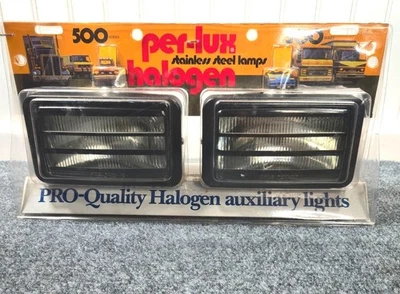 500
per-lux
stainless steel lamps
halogen
PRO-Quality Halogen auxiliary lights